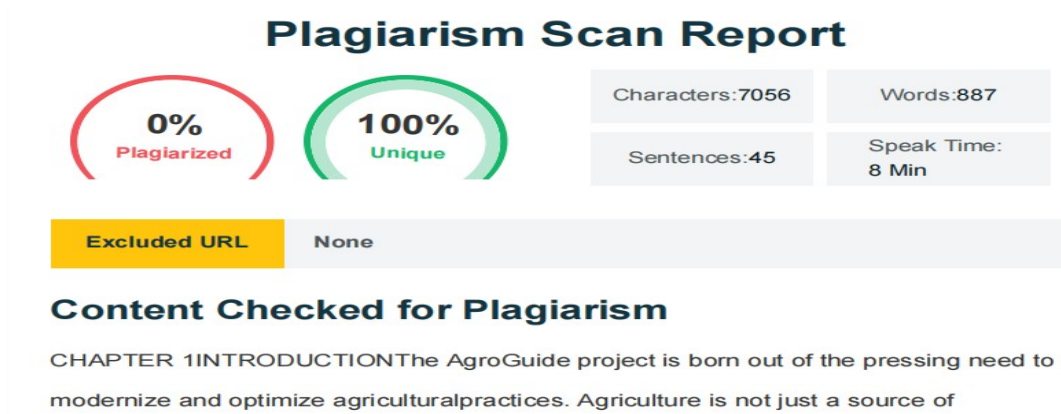 Plagiarism Scan Report
0%
Plagiarized
100%
Unique
Characters:7056
Words:887
Sentences:45
Speak Time:
8 Min
Excluded URL
None
Content Checked for Plagiarism
CHAPTER 1INTRODUCTIONThe AgroGuide project is born out of the pressing need to
modernize and optimize agriculturalpractices. Agriculture is not just a source of